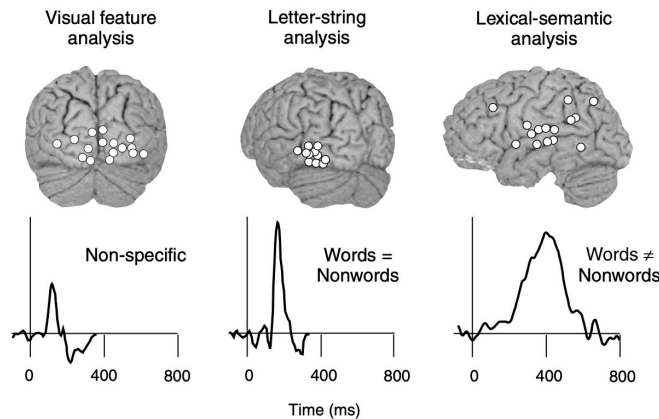 Visual feature
analysis
Letter-string
analysis
Lexical-semantic
analysis
Non-specific
Words =
Nonwords
Words ≠
Nonwords
0 400 800
0 400 800
0 400 800
Time (ms)